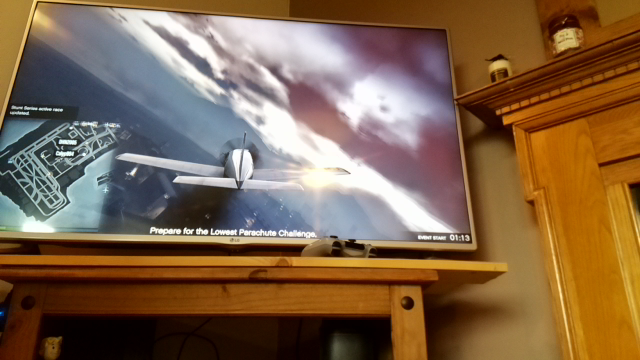 Stunt Series active race
updated.
Prepare for the Lowest Parachute Challenge.
EVENT START 01:13
LG